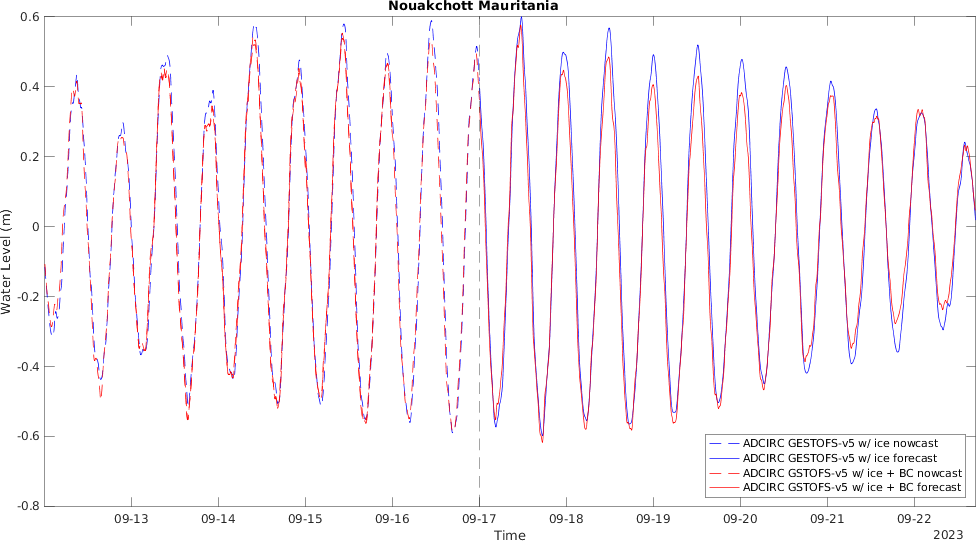 Nouakchott Mauritania
0.6
0.4
0.2
0
-0.2
-0.4
-0.6
-0.8
Water Level (m)
ADCIRC GESTOFS-v5 w/ ice nowcast
ADCIRC GESTOFS-v5 w/ ice forecast
ADCIRC GSTOFS-v5 w/ ice + BC nowcast
ADCIRC GSTOFS-v5 w/ ice + BC forecast
09-13 09-14 09-15 09-16 09-17 09-18 09-19 09-20 09-21 09-22
Time
2023